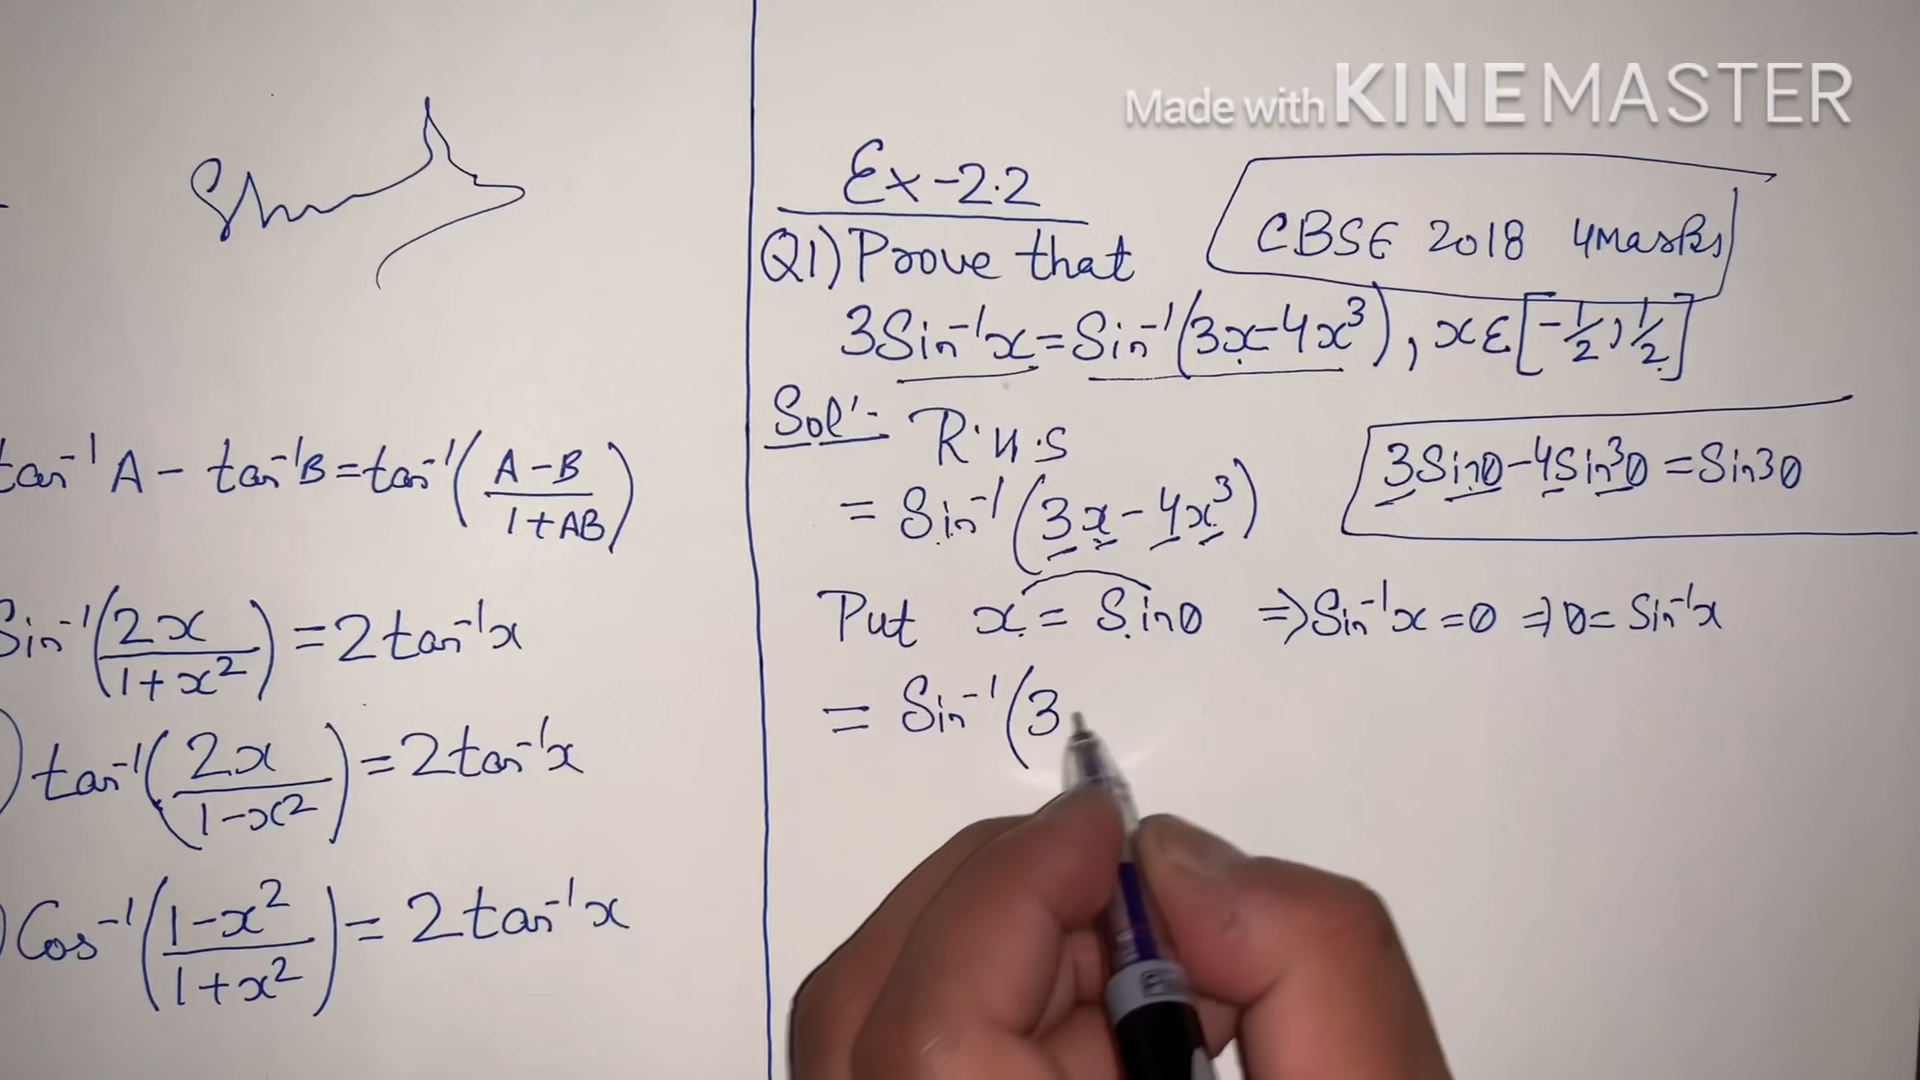 Made with KINEMASTER
tan⁻¹A - tan⁻¹B = tan⁻¹((A-B)/(1+AB))
Sin⁻¹(2x/(1+x²)) = 2tan⁻¹x
) tan⁻¹(2x/(1-x²)) = 2tan⁻¹x
) Cos⁻¹((1-x²)/(1+x²)) = 2tan⁻¹x
Ex-2.2
CBSE 2018 4Marks
Q1) Prove that
3Sin⁻¹x = Sin⁻¹(3x-4x³), x ε [-1/2, 1/2]
Sol':- R.H.S
3Sinθ-4Sin³θ = Sin3θ
= Sin⁻¹(3x-4x³)
Put x = Sinθ ⇒ Sin⁻¹x = θ ⇒ θ = Sin⁻¹x
= Sin⁻¹(3